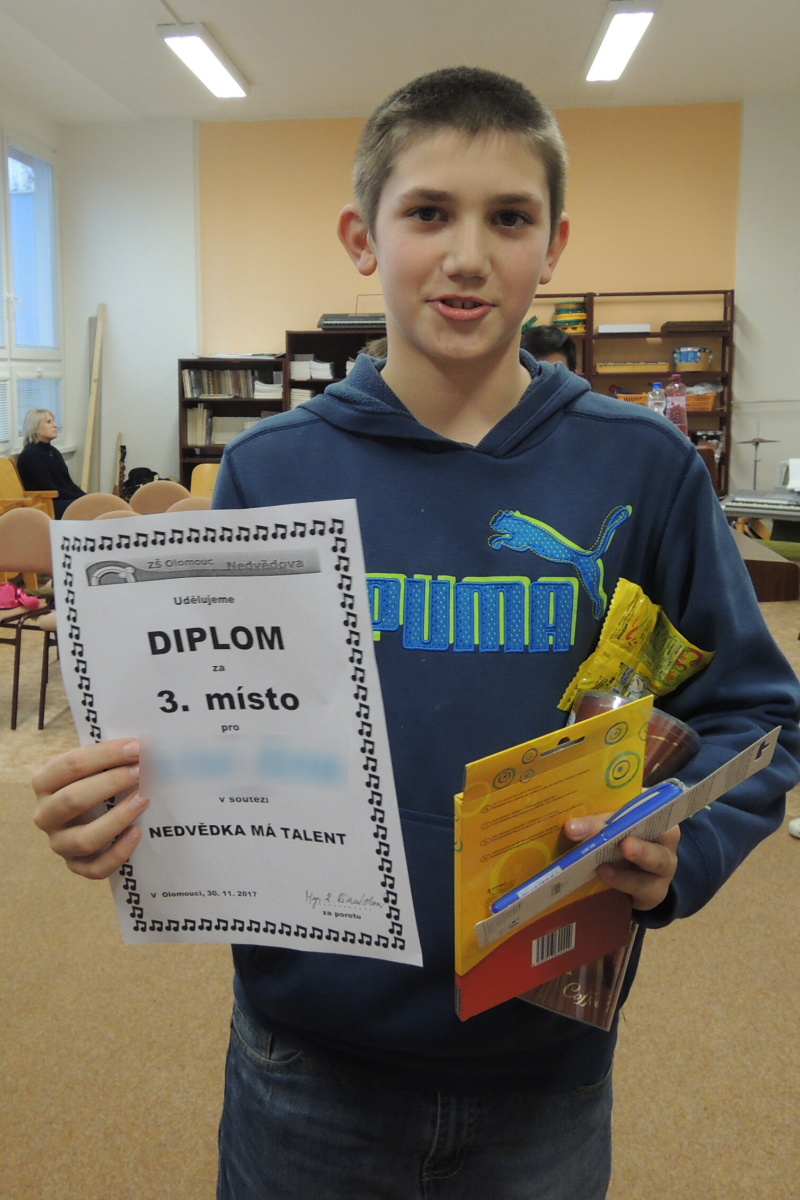 PUMA
ZŠ Olomouc
Nedvědova
Udělujeme
DIPLOM
za
3. místo
pro
v soutězi
NEDVĚDKA MÁ TALENT
V Olomouci, 30. 11. 2017
za porotu